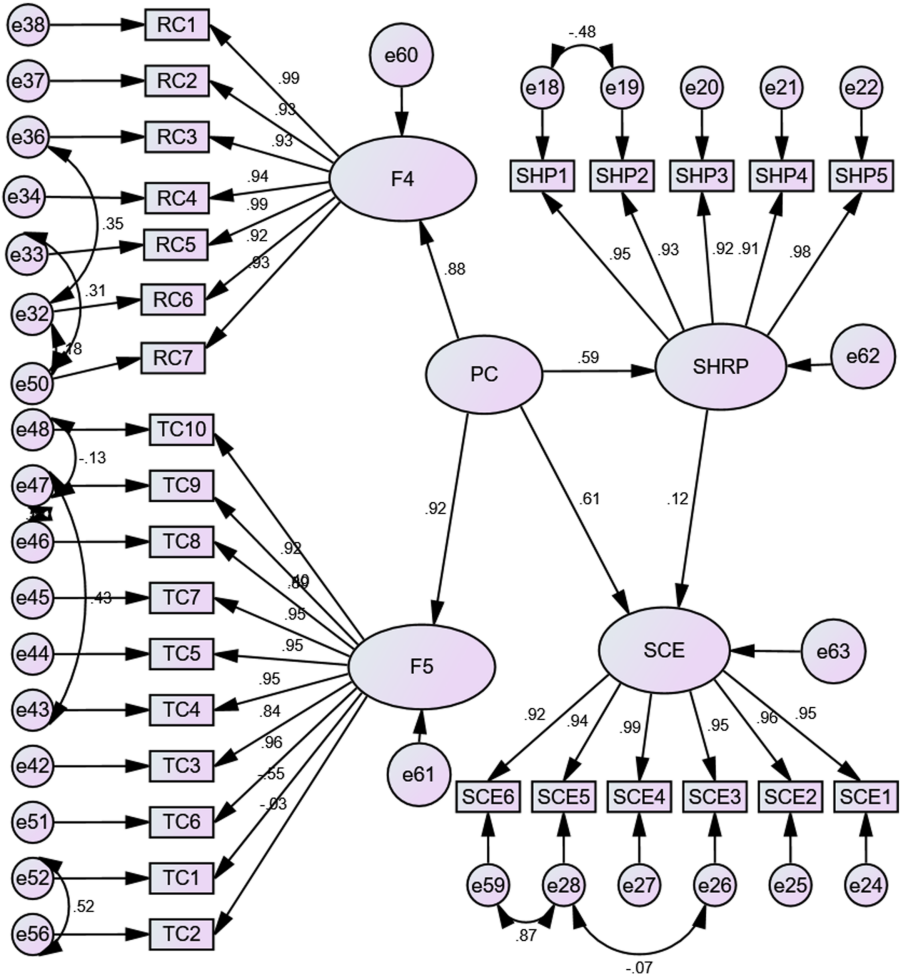 e38 RC1
e37 RC2
e36 RC3
e34 RC4
e33 RC5
e32 RC6
e50 RC7
.35
.31
.99
.93
.93
.94
.99
.92
.93
F4
e60
-.48
e18 e19 e20 e21 e22
SHP1 SHP2 SHP3 SHP4 SHP5
.95 .93 .92 .91 .98
.88
PC
.59
SHRP
e62
e48 TC10
e47 TC9
e46 TC8
e45 TC7
e44 TC5
e43 TC4
e42 TC3
e51 TC6
e52 TC1
e56 TC2
-.13
.43
.52
.92
.95
.95
.95
.84
.96
-.55
-.03
.92
.61
.12
F5
e61
SCE
e63
.92 .94 .99 .95 .96 .95
SCE6 SCE5 SCE4 SCE3 SCE2 SCE1
e59 e28 e27 e26 e25 e24
.87
-.07